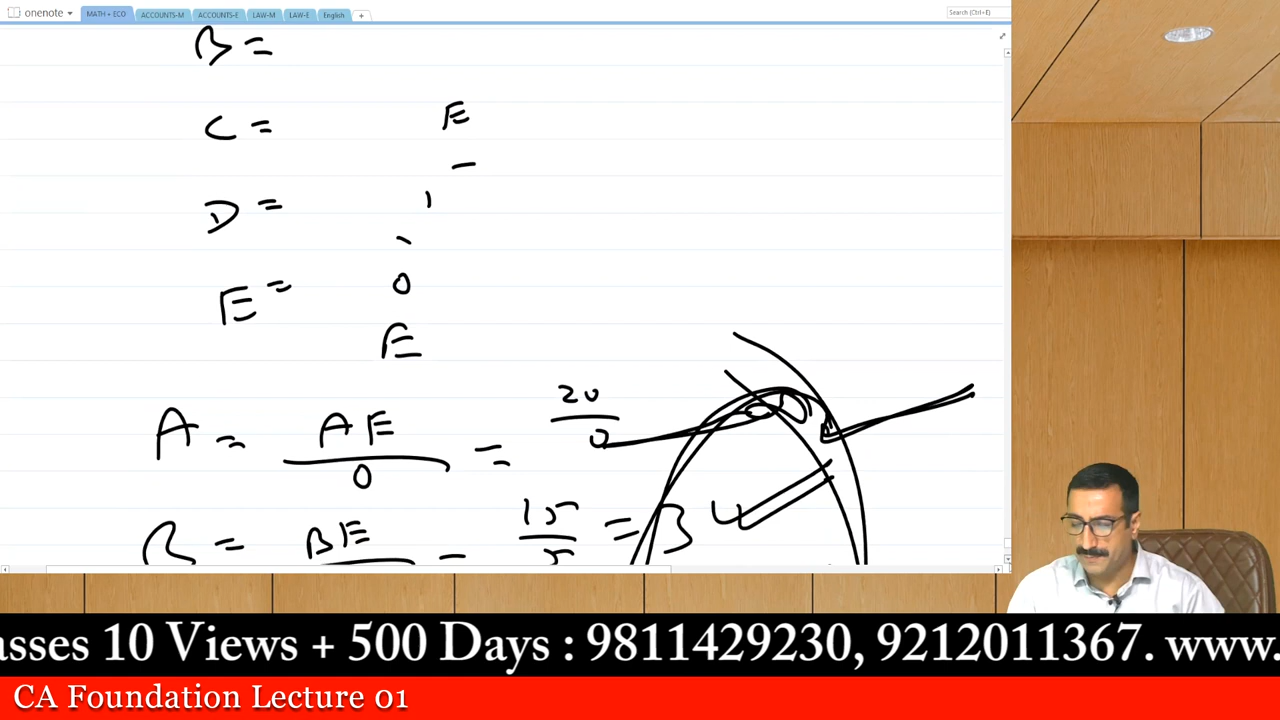 onenote MATH + ECO ACCOUNTS-M ACCOUNTS-E LAW-M LAW-E English + Search (Ctrl+E)
B =
C =
E
D =
E =
0
E
A = AE / 0 = 20 / 0
B = BE = 15 / 5 = 3
asses 10 Views + 500 Days : 9811429230, 9212011367. www.
CA Foundation Lecture 01